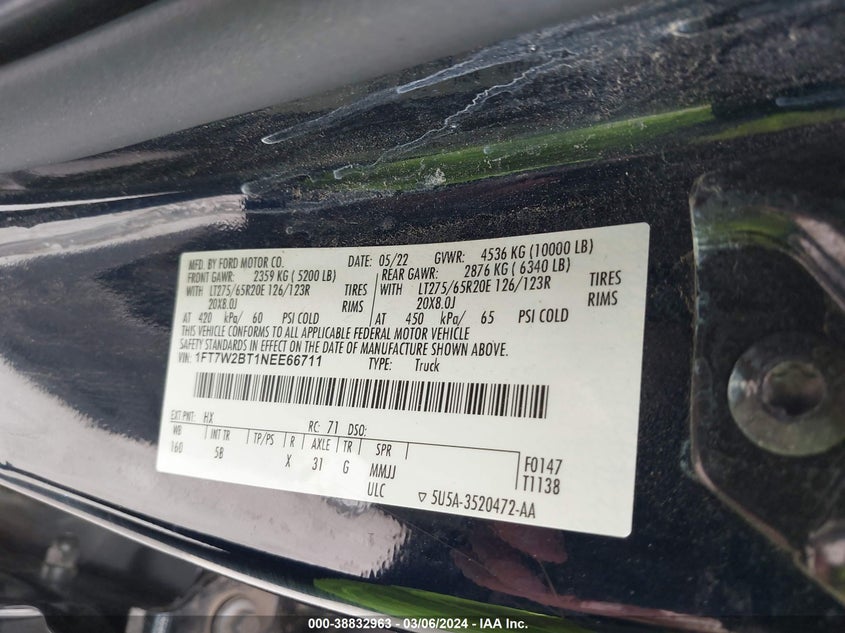 MFD. BY FORD MOTOR CO. DATE: 05/22 GVWR: 4536 KG (10000 LB)
FRONT GAWR: 2359 KG ( 5200 LB) REAR GAWR: 2876 KG ( 6340 LB)
WITH LT275/65R20E 126/123R TIRES WITH LT275/65R20E 126/123R TIRES
20X8.0J RIMS 20X8.0J RIMS
AT 420 kPa/ 60 PSI COLD AT 450 kPa/ 65 PSI COLD
THIS VEHICLE CONFORMS TO ALL APPLICABLE FEDERAL MOTOR VEHICLE
SAFETY STANDARDS IN EFFECT ON THE DATE OF MANUFACTURE SHOWN ABOVE.
VIN: 1FT7W2BT1NEE66711 TYPE: Truck
EXT PNT: HX RC: 71 DSO:
WB INT TR TP/PS R AXLE TR SPR
160 5B X 31 G MMJJ F0147
ULC T1138
▽ 5U5A-3520472-AA
000-38832963 - 03/06/2024 - IAA Inc.